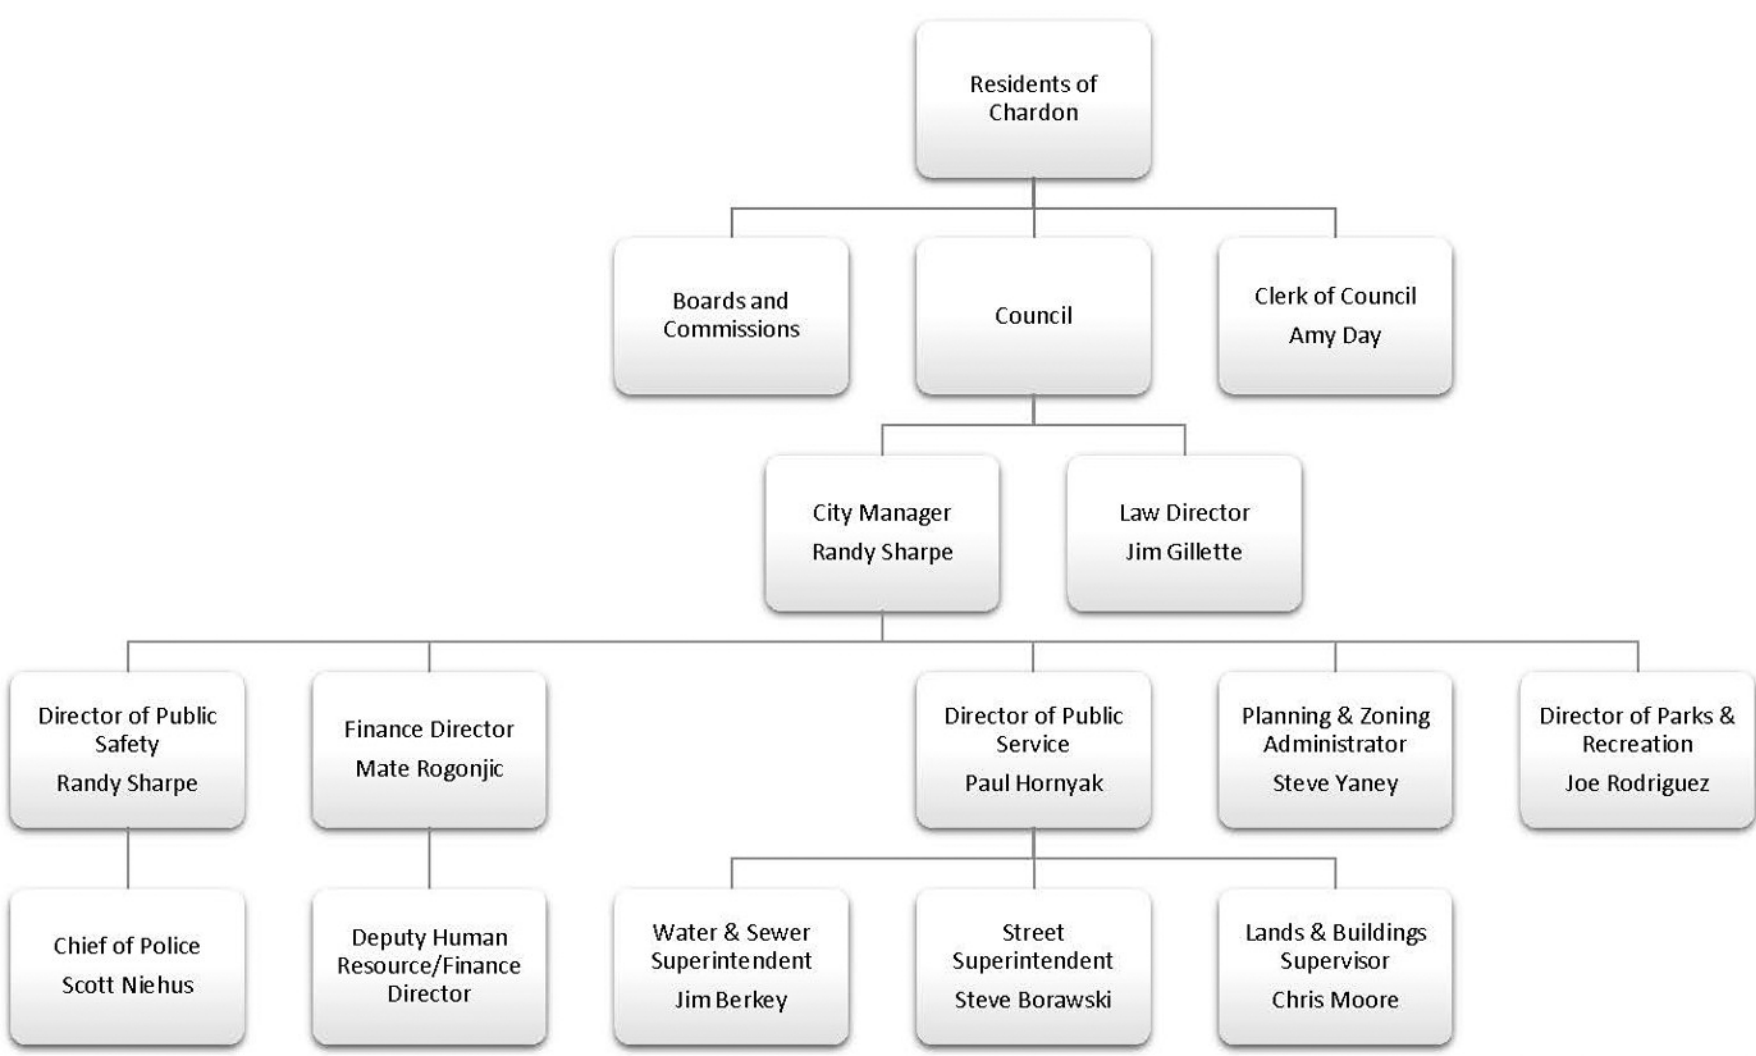 Residents of
Chardon
Boards and
Commissions
Council
Clerk of Council
Amy Day
City Manager
Randy Sharpe
Law Director
Jim Gillette
Director of Public
Safety
Randy Sharpe
Finance Director
Mate Rogonjic
Director of Public
Service
Paul Hornyak
Planning & Zoning
Administrator
Steve Yaney
Director of Parks &
Recreation
Joe Rodriguez
Chief of Police
Scott Niehus
Deputy Human
Resource/Finance
Director
Water & Sewer
Superintendent
Jim Berkey
Street
Superintendent
Steve Borawski
Lands & Buildings
Supervisor
Chris Moore